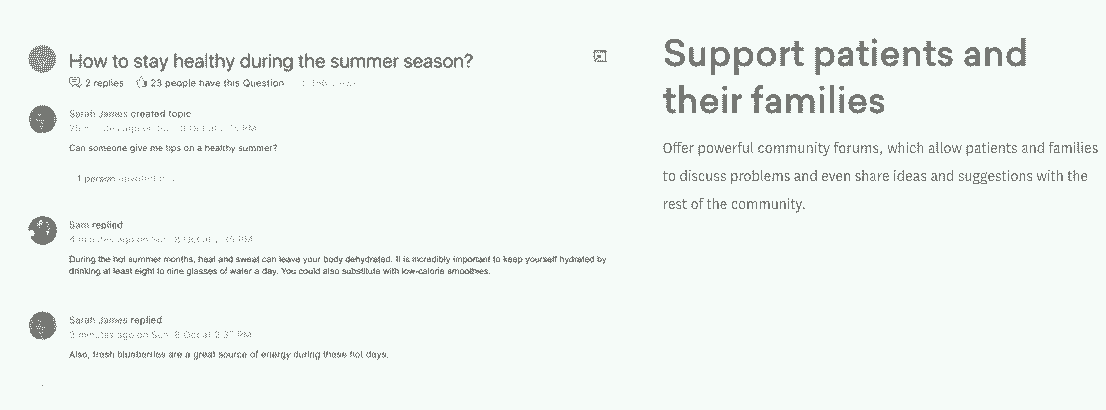 How to stay healthy during the summer season?
2 replies 23 people have this Question
Sarah James created topic
Can someone give me tips on a healthy summer?
1 person
Sam replied
During the hot summer months, heat and sweat can leave your body dehydrated. It is incredibly important to keep yourself hydrated by
drinking at least eight to nine glasses of water a day. You could also substitute with low-calorie smoothies.
Sarah James replied
minutes ago on Sun 8 Oct at 2:37 PM
Also, fresh blueberries are a great source of energy during these hot days.
Support patients and
their families
Offer powerful community forums, which allow patients and families
to discuss problems and even share ideas and suggestions with the
rest of the community.